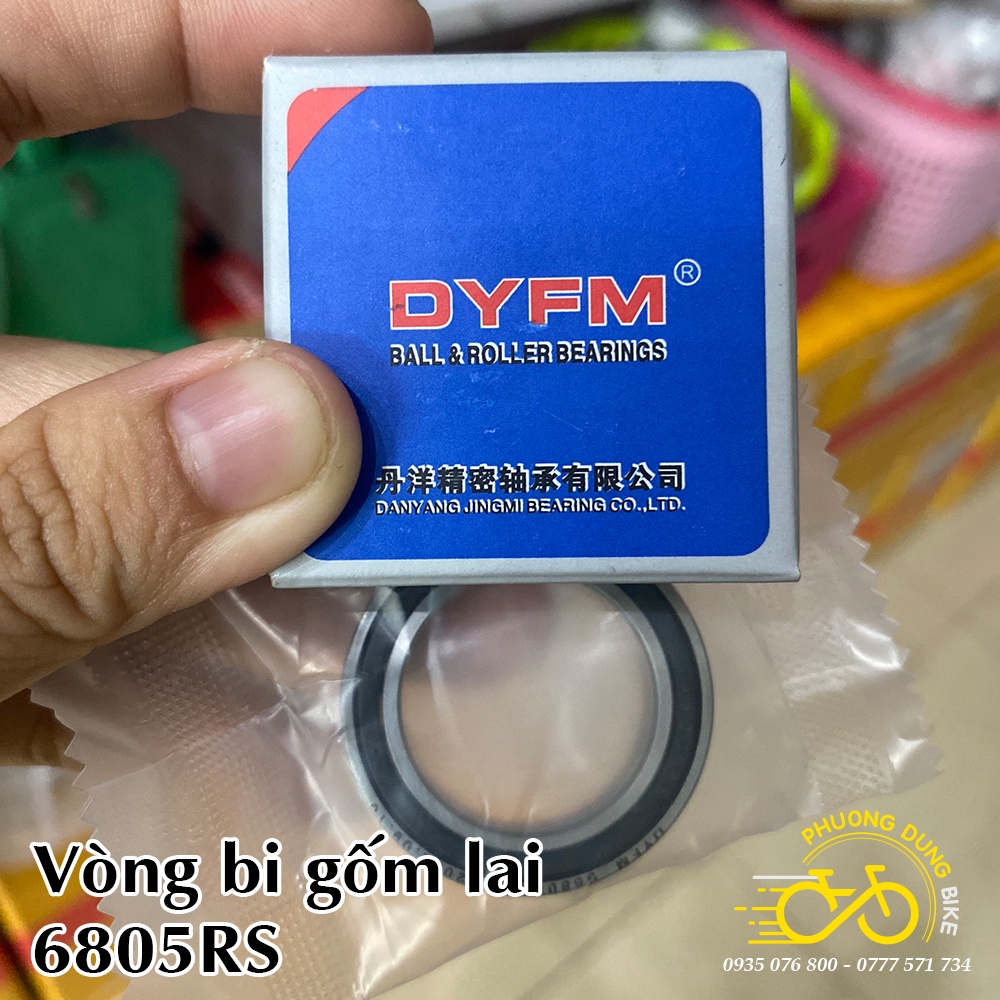 DYFM®
BALL & ROLLER BEARINGS
丹洋精密轴承有限公司
DANYANG JINGMI BEARING CO.,LTD.
DYFM
Vòng bi gốm lai
6805RS
PHUONG DUNG BIKE
0935 076 800 - 0777 571 734